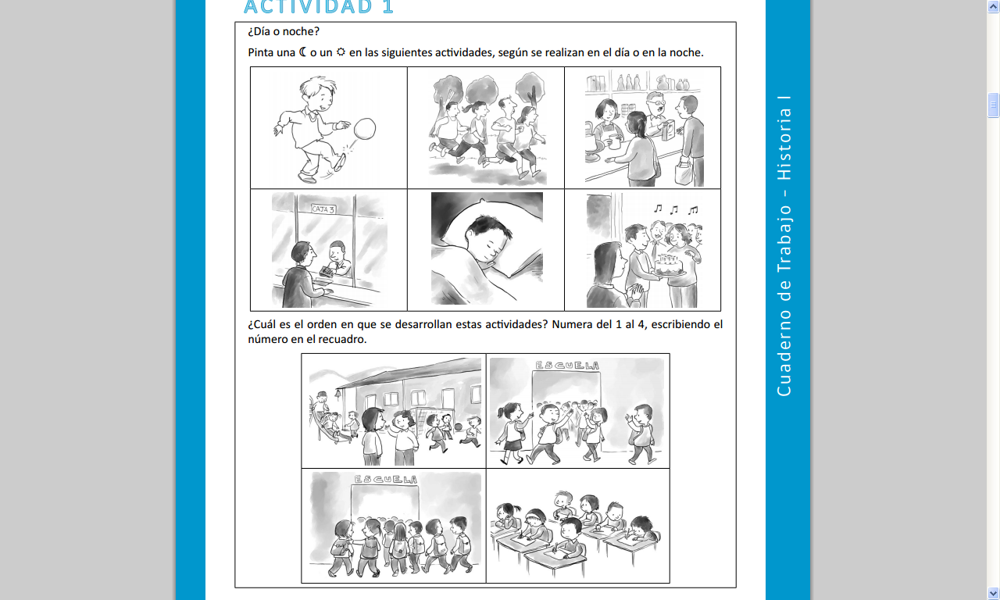 ACTIVIDAD 1
¿Día o noche?
Pinta una ☾ o un ☼ en las siguientes actividades, según se realizan en el día o en la noche.
CAJA 3
¿Cuál es el orden en que se desarrollan estas actividades? Numera del 1 al 4, escribiendo el
número en el recuadro.
ESCUELA
ESCUELA
Cuaderno de Trabajo - Historia I